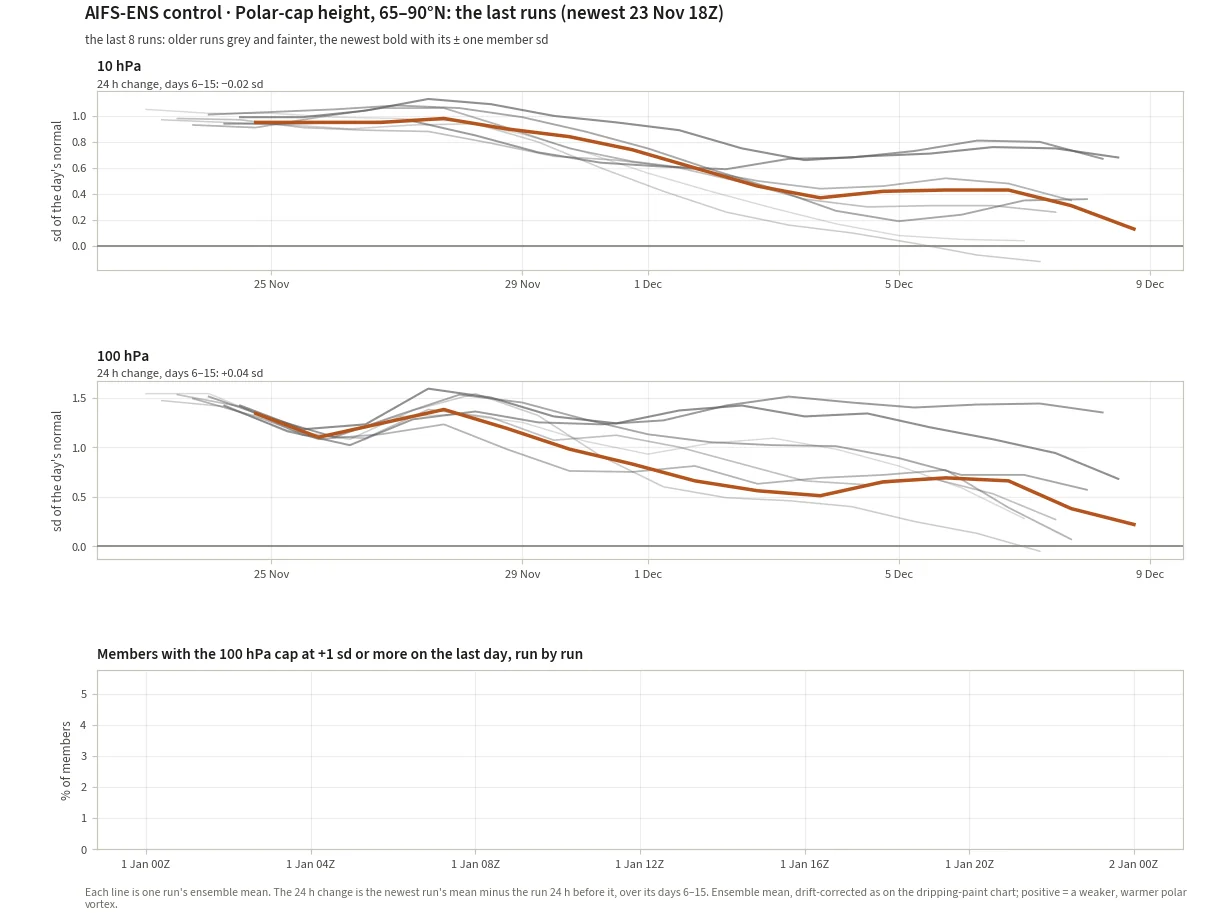 AIFS-ENS control · Polar-cap height, 65–90°N: the last runs (newest 23 Nov 18Z)
the last 8 runs: older runs grey and fainter, the newest bold with its ± one member sd
10 hPa
24 h change, days 6–15: −0.02 sd
sd of the day's normal
1.0
0.8
0.6
0.4
0.2
0.0
25 Nov
29 Nov
1 Dec
5 Dec
9 Dec
100 hPa
24 h change, days 6–15: +0.04 sd
sd of the day's normal
1.5
1.0
0.5
0.0
25 Nov
29 Nov
1 Dec
5 Dec
9 Dec
Members with the 100 hPa cap at +1 sd or more on the last day, run by run
% of members
5
4
3
2
1
0
1 Jan 00Z
1 Jan 04Z
1 Jan 08Z
1 Jan 12Z
1 Jan 16Z
1 Jan 20Z
2 Jan 00Z
Each line is one run's ensemble mean. The 24 h change is the newest run's mean minus the run 24 h before it, over its days 6–15. Ensemble mean, drift-corrected as on the dripping-paint chart; positive = a weaker, warmer polar
vortex.